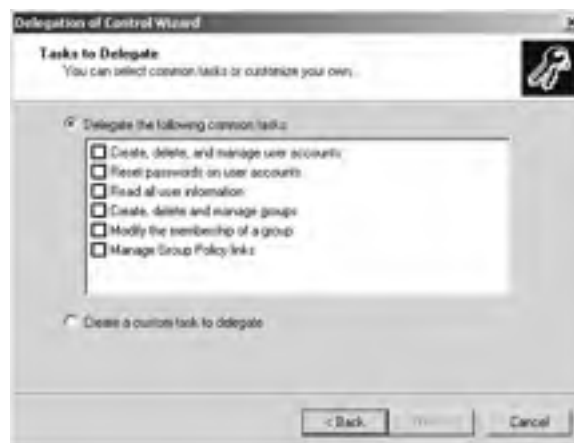 Delegation of Control Wizard
Tasks to Delegate
You can select common tasks or customize your own.
Delegate the following common tasks:
Create, delete, and manage user accounts
Reset passwords on user accounts
Read all user information
Create, delete and manage groups
Modify the membership of a group
Manage Group Policy links
Create a custom task to delegate
< Back
Cancel